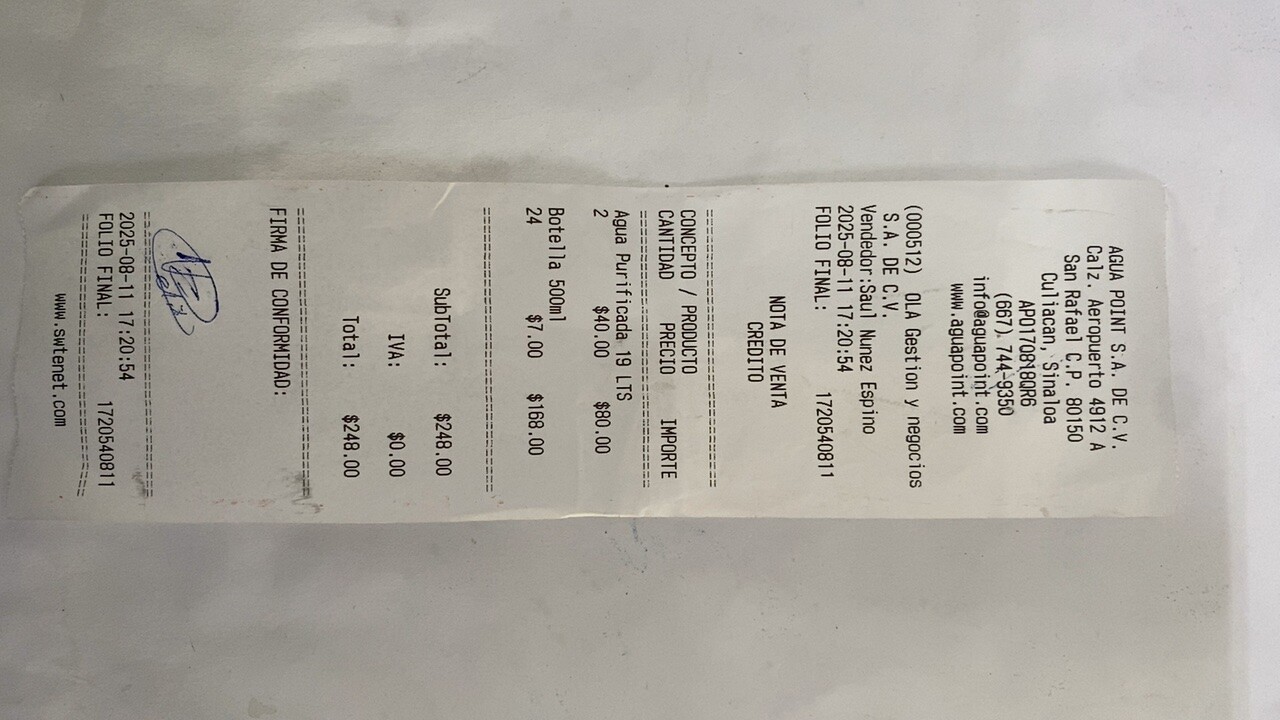 AGUA POINT S.A. DE C.V.
Calz. Aeropuerto 4912 A
San Rafael C.P. 80150
Culiacan, Sinaloa
APO170818QR6
(667) 744-9350
info@aguapoint.com
www.aguapoint.com
(000512) OLA Gestion y negocios
S.A. DE C.V.
Vendedor:Saul Nunez Espino
2025-08-11 17:20:54
FOLIO FINAL: 1720540811
NOTA DE VENTA
CREDITO
CONCEPTO / PRODUCTO
CANTIDAD PRECIO IMPORTE
Agua Purificada 19 LTS
2 $40.00 $80.00
Botella 500ml
24 $7.00 $168.00
SubTotal: $248.00
IVA: $0.00
Total: $248.00
FIRMA DE CONFORMIDAD:
2025-08-11 17:20:54
FOLIO FINAL: 1720540811
www.swtenet.com